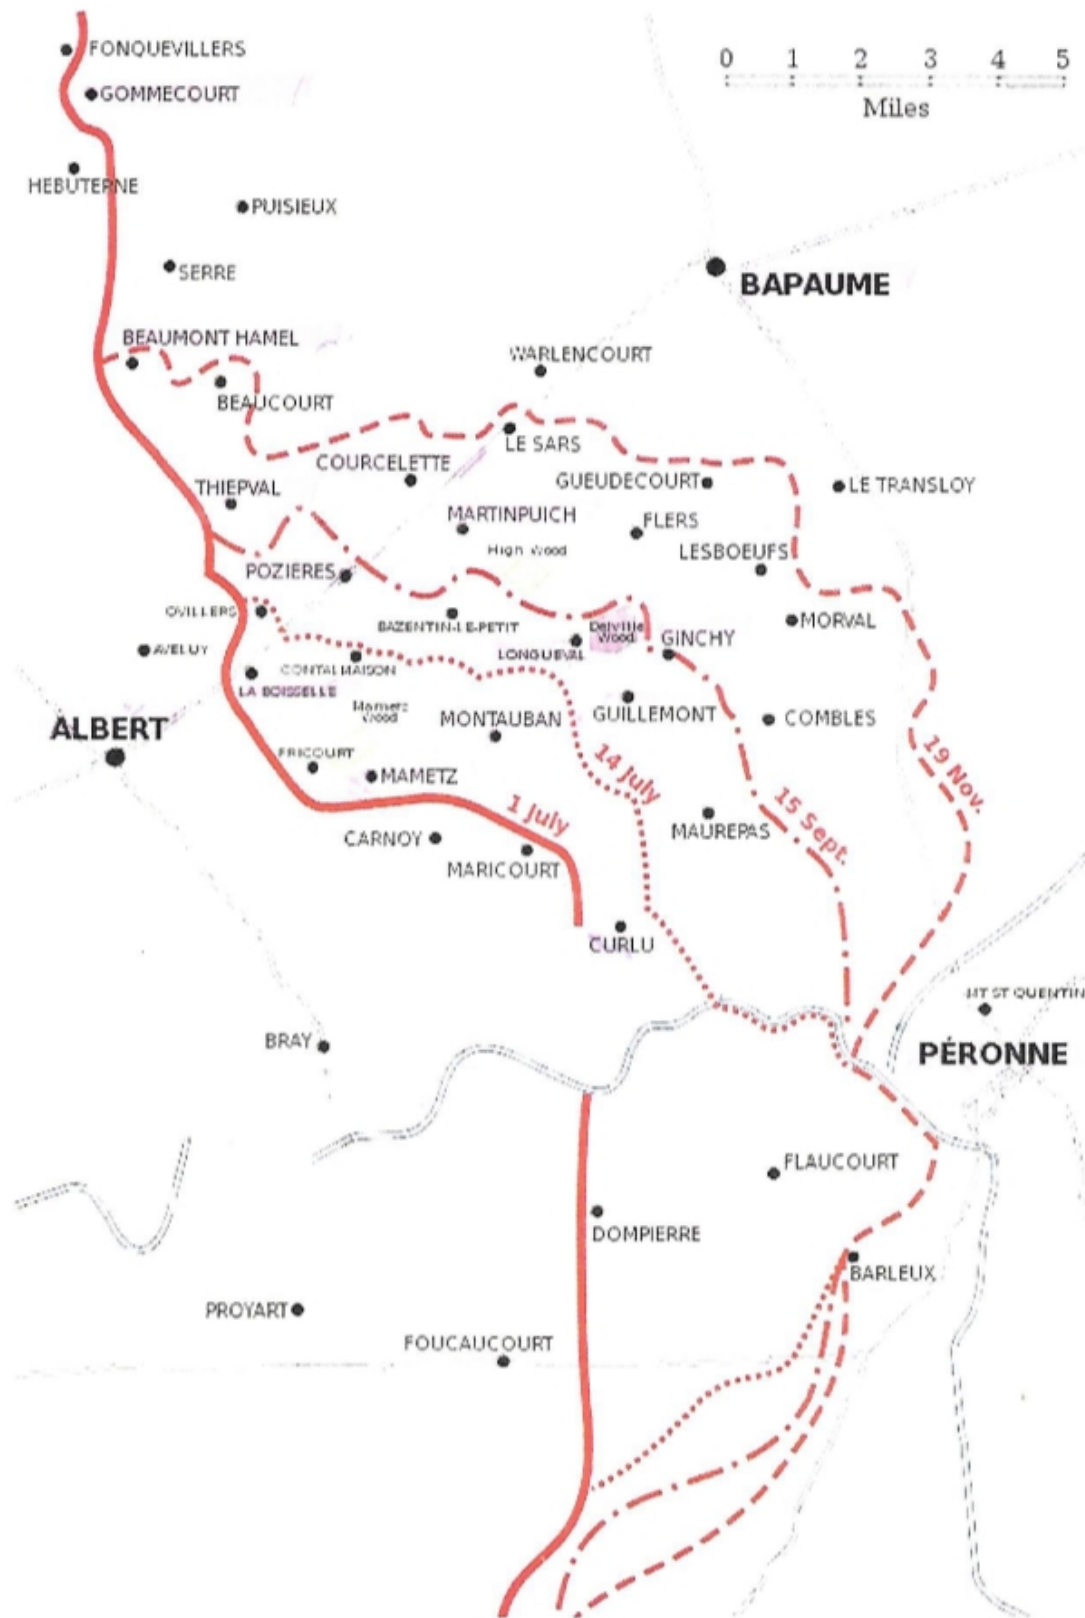 FONQUEVILLERS
0 1 2 3 4 5
Miles
GOMMECOURT
HEBUTERNE
PUISIEUX
SERRE
BAPAUME
BEAUMONT HAMEL
WARLENCOURT
BEAUCOURT
LE SARS
COURCELETTE
THIEPVAL
GUEUDECOURT
LE TRANSLOY
MARTINPUICH
FLERS
High Wood
LESBOEUFS
POZIERES
OVILLERS
BAZENTIN-LE-PETIT
Delville
Wood
MORVAL
GINCHY
AVELUY
LONGUEVAL
CONTALMAISON
LA BOISSELLE
Mametz
Wood
MONTAUBAN
GUILLEMONT
COMBLES
ALBERT
FRICOURT
MAMETZ
14 July
19 Nov.
1 July
15 Sept.
CARNOY
MAUREPAS
MARICOURT
CURLU
MT ST QUENTIN
BRAY
PÉRONNE
FLAUCOURT
DOMPIERRE
BARLEUX
PROYART
FOUCAUCOURT